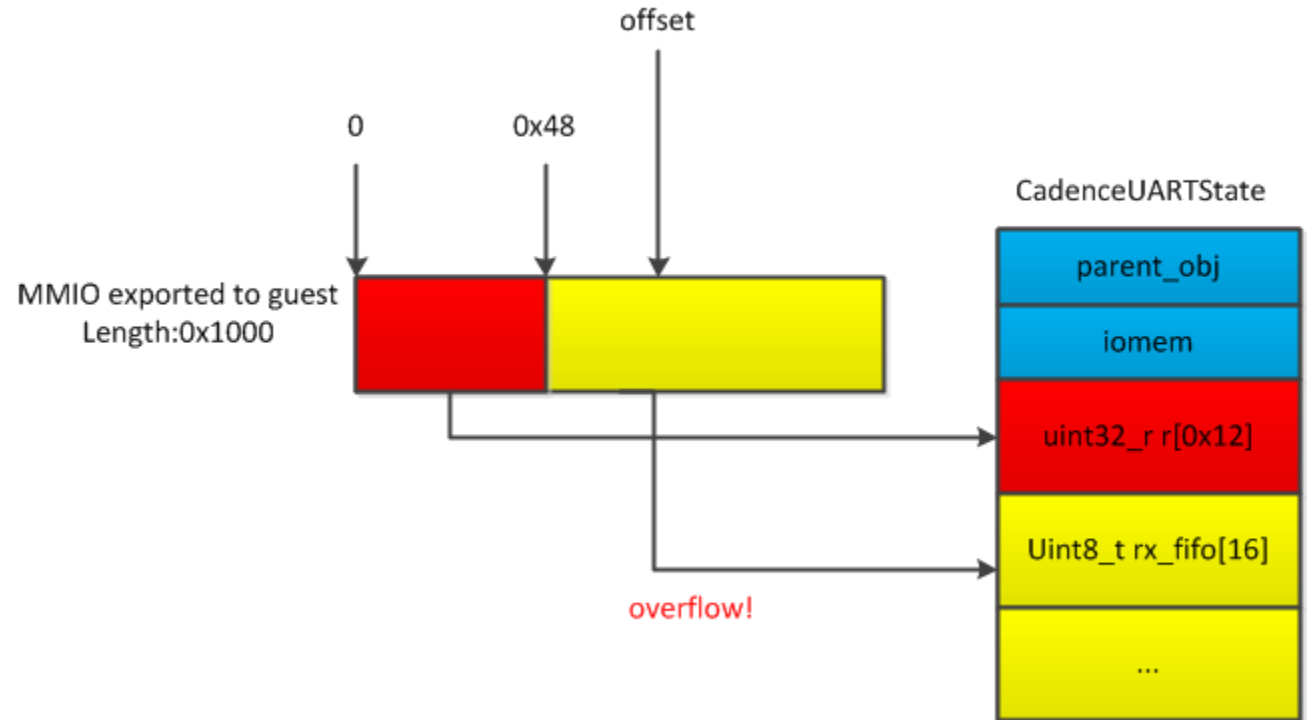 offset
0
0x48
CadenceUARTState
MMIO exported to guest
Length:0x1000
parent_obj
iomem
uint32_r r[0x12]
Uint8_t rx_fifo[16]
overflow!
...